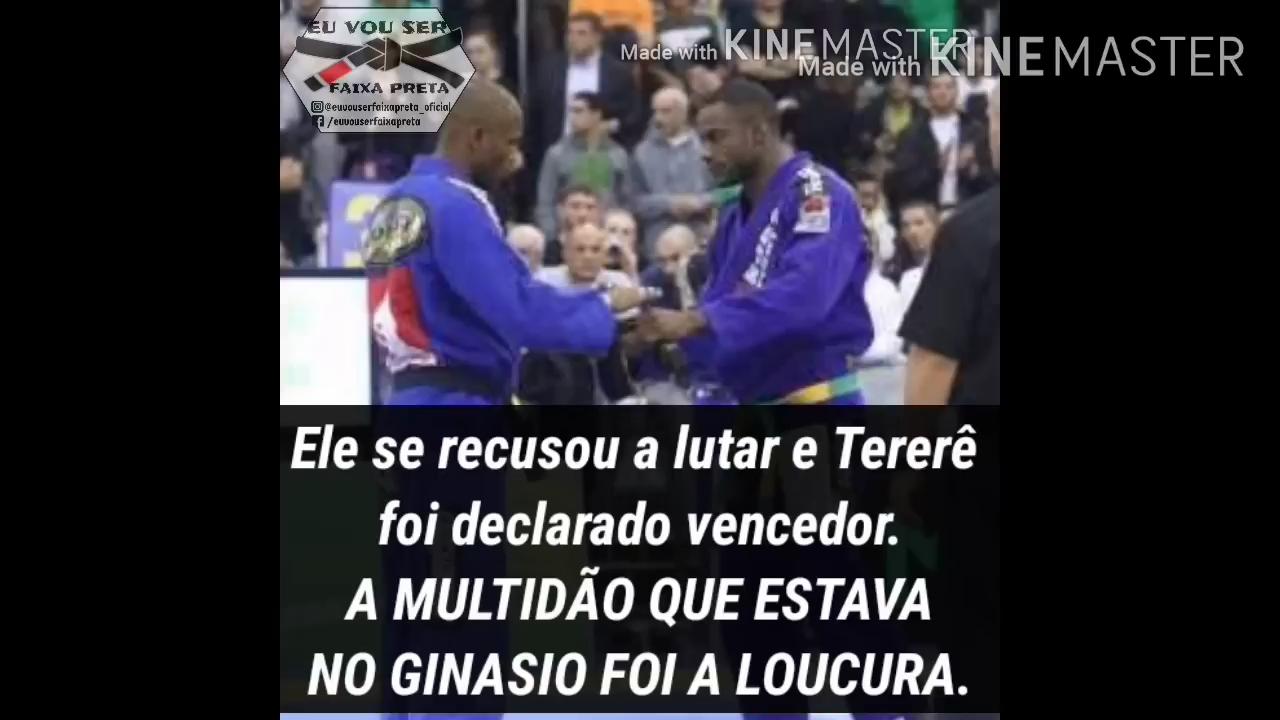 EU VOU SER
FAIXA PRETA
@euvouserfaixapreta_oficial
/euvouserfaixapreta
Made with KINEMASTER
Made with KINEMASTER
Ele se recusou a lutar e Tererê
foi declarado vencedor.
A MULTIDÃO QUE ESTAVA
NO GINASIO FOI A LOUCURA.